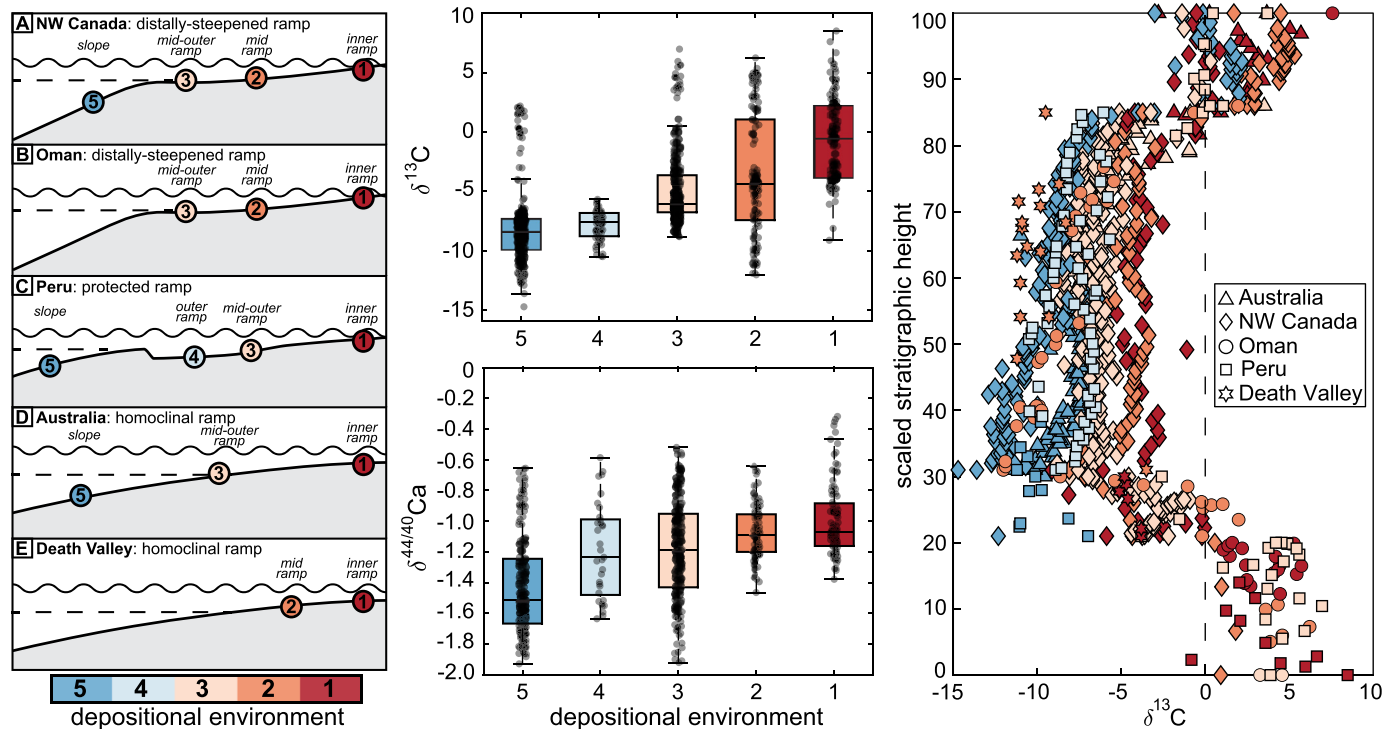 A NW Canada: distally-steepened ramp
slope
mid-outer
ramp
mid
ramp
inner
ramp
5
3
2
1
B Oman: distally-steepened ramp
mid-outer
ramp
mid
ramp
inner
ramp
3
2
1
C Peru: protected ramp
slope
outer
ramp
mid-outer
ramp
inner
ramp
5
4
3
1
D Australia: homoclinal ramp
slope
mid-outer
ramp
inner
ramp
5
3
1
E Death Valley: homoclinal ramp
mid
ramp
inner
ramp
2
1
5 4 3 2 1
depositional environment
10
5
0
-5
-10
-15
δ13C
5 4 3 2 1
0
-0.2
-0.4
-0.6
-0.8
-1.0
-1.2
-1.4
-1.6
-1.8
-2.0
δ44/40Ca
5 4 3 2 1
depositional environment
100
90
80
70
60
50
40
30
20
10
0
scaled stratigraphic height
Australia
NW Canada
Oman
Peru
Death Valley
-15 -10 -5 0 5 10
δ13C